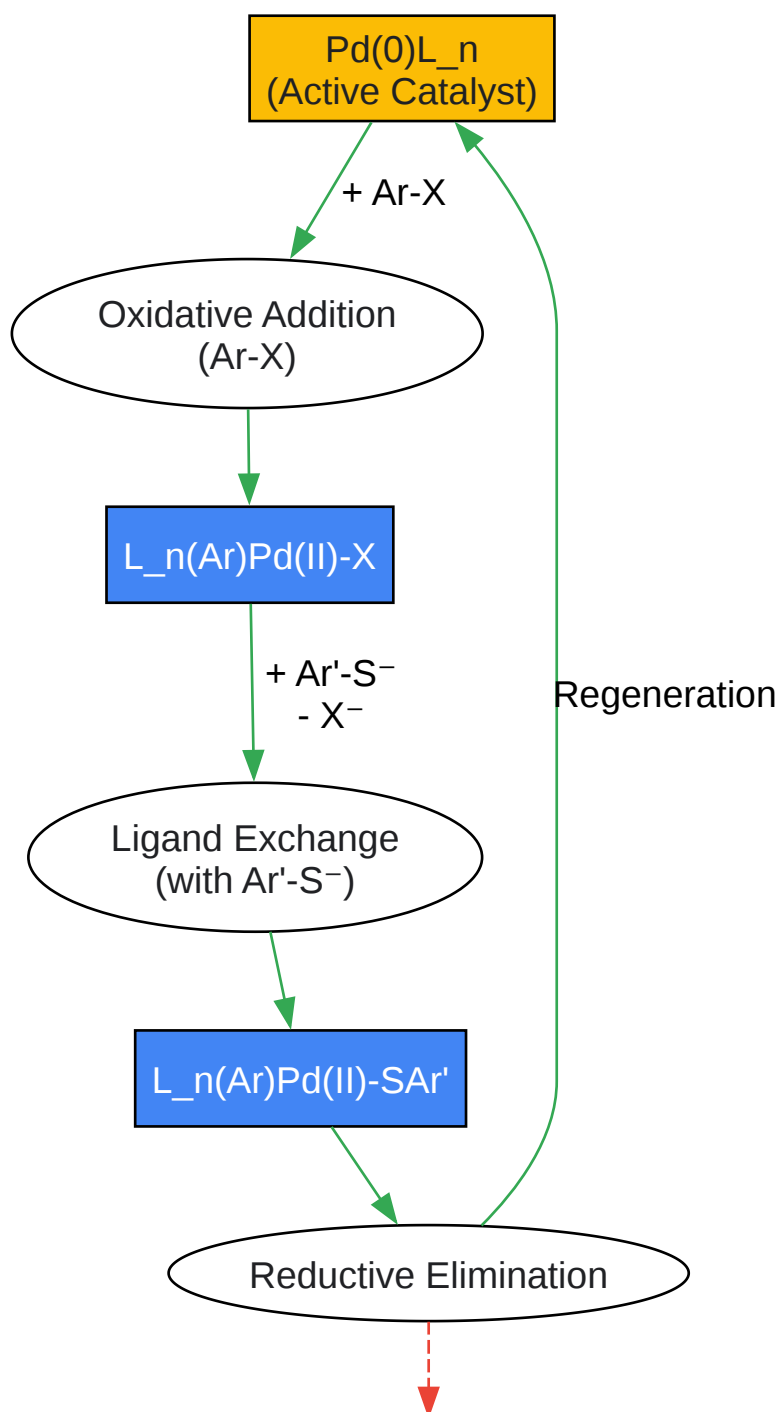 Pd(0)L_n
(Active Catalyst)
+ Ar-X
Oxidative Addition
(Ar-X)
L_n(Ar)Pd(II)-X
+ Ar'-S⁻
- X⁻
Regeneration
Ligand Exchange
(with Ar'-S⁻)
L_n(Ar)Pd(II)-SAr'
Reductive Elimination